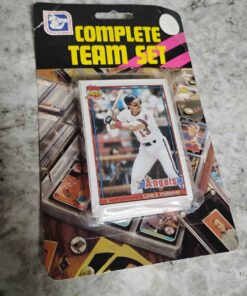 COMPLETE
TEAM SET
Angels
C
LANCE PARRISH